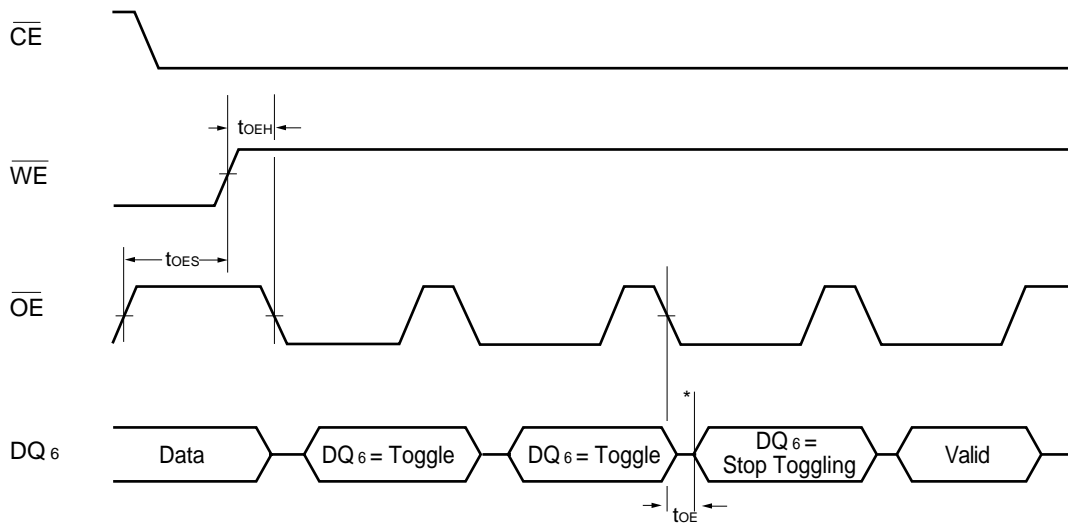 CE
tOEH
WE
tOES
OE
*
DQ6
Data
DQ6 = Toggle
DQ6 = Toggle
DQ6 =
Stop Toggling
Valid
tOE